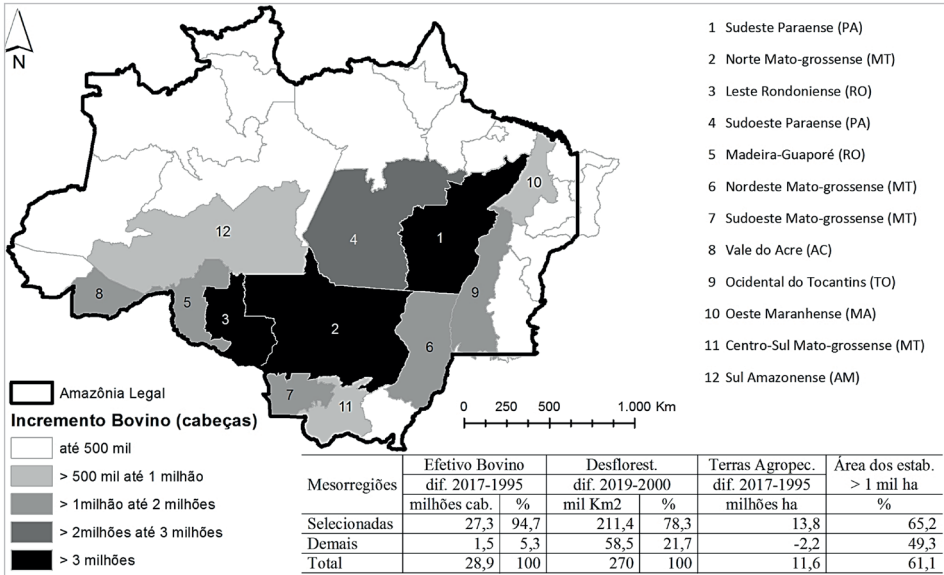 N
1 Sudeste Paraense (PA)
2 Norte Mato-grossense (MT)
3 Leste Rondoniense (RO)
4 Sudoeste Paraense (PA)
5 Madeira-Guaporé (RO)
6 Nordeste Mato-grossense (MT)
7 Sudoeste Mato-grossense (MT)
8 Vale do Acre (AC)
9 Ocidental do Tocantins (TO)
10 Oeste Maranhense (MA)
11 Centro-Sul Mato-grossense (MT)
12 Sul Amazonense (AM)
10
12
4
1
8
5
3
2
9
6
7
11
0 250 500 1.000 Km
Amazônia Legal
Incremento Bovino (cabeças)
até 500 mil
> 500 mil até 1 milhão
> 1milhão até 2 milhões
> 2milhões até 3 milhões
> 3 milhões
Mesorregiões Efetivo Bovino Desflorest. Terras Agropec. Área dos estab.
dif. 2017-1995 dif. 2019-2000 dif. 2017-1995 > 1 mil ha
milhões cab. % mil Km2 % milhões ha %
Selecionadas 27,3 94,7 211,4 78,3 13,8 65,2
Demais 1,5 5,3 58,5 21,7 -2,2 49,3
Total 28,9 100 270 100 11,6 61,1